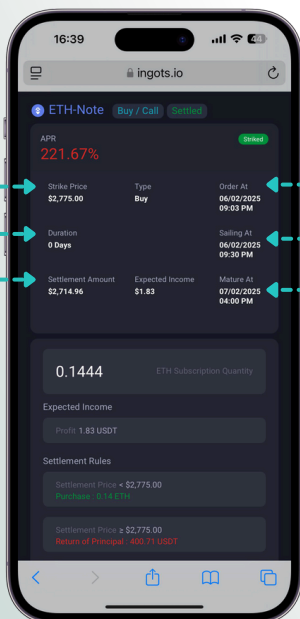 16:39
44
ingots.io
ETH-Note Buy / Call Settled
APR Striked
221.67%
Strike Price Type Order At
$2,775.00 Buy 06/02/2025
09:03 PM
Duration Sailing At
0 Days 06/02/2025
09:30 PM
Settlement Amount Expected Income Mature At
$2,714.96 $1.83 07/02/2025
04:00 PM
0.1444 ETH Subscription Quantity
Expected Income
Profit 1.83 USDT
Settlement Rules
Settlement Price < $2,775.00
Purchase : 0.14 ETH
Settlement Price ≥ $2,775.00
Return of Principal : 400.71 USDT